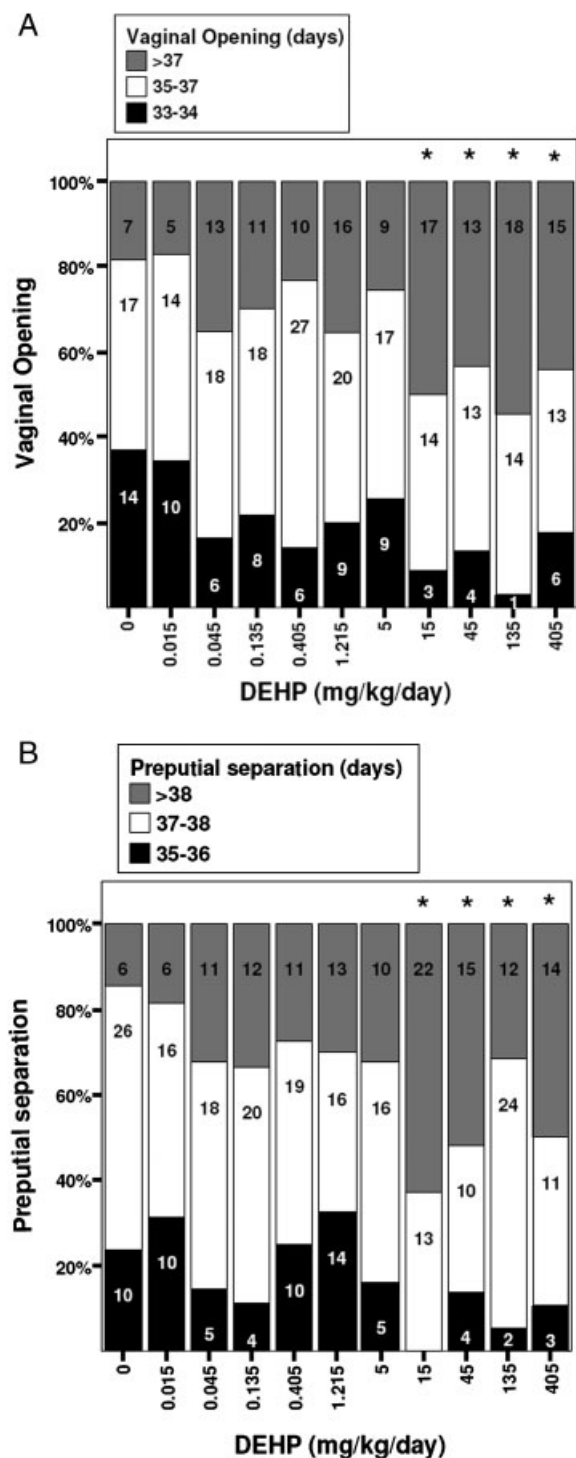 A
Vaginal Opening (days)
>37
35-37
33-34
* * * *
100%
80%
60%
40%
20%
Vaginal Opening
7 5 13 11 10 16 9 17 13 18 15
17 14 18 18 27 20 17 14 13 14 13
14 10 6 8 6 9 9 3 4 1 6
0 0.015 0.045 0.135 0.405 1.215 5 15 45 135 405
DEHP (mg/kg/day)
B
Preputial separation (days)
>38
37-38
35-36
* * * *
100%
80%
60%
40%
20%
Preputial separation
6 6 11 12 11 13 10 22 15 12 14
26 16 18 20 19 16 16 13 10 24 11
10 10 5 4 10 14 5 4 2 3
0 0.015 0.045 0.135 0.405 1.215 5 15 45 135 405
DEHP (mg/kg/day)